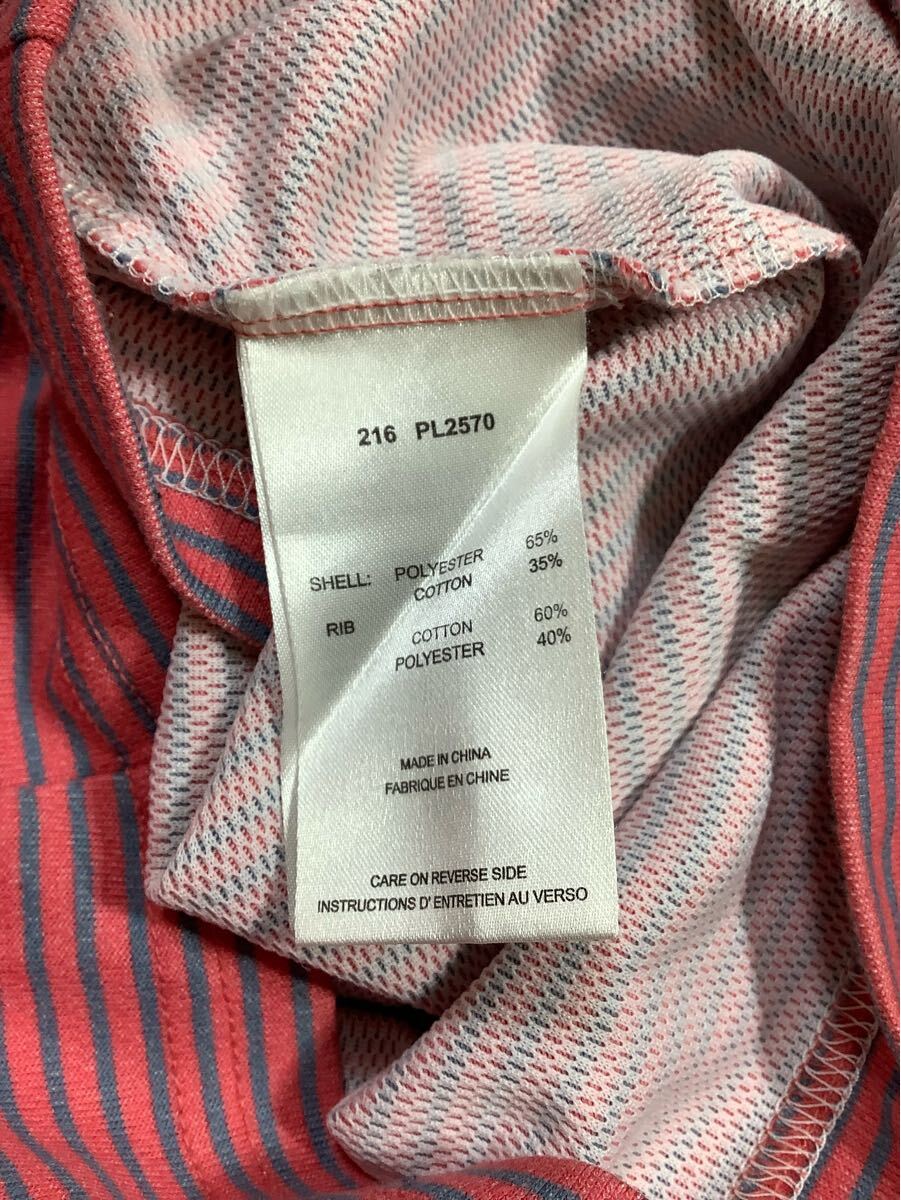 216 PL2570
SHELL: POLYESTER 65%
COTTON 35%
RIB COTTON 60%
POLYESTER 40%
MADE IN CHINA
FABRIQUE EN CHINE
CARE ON REVERSE SIDE
INSTRUCTIONS D' ENTRETIEN AU VERSO